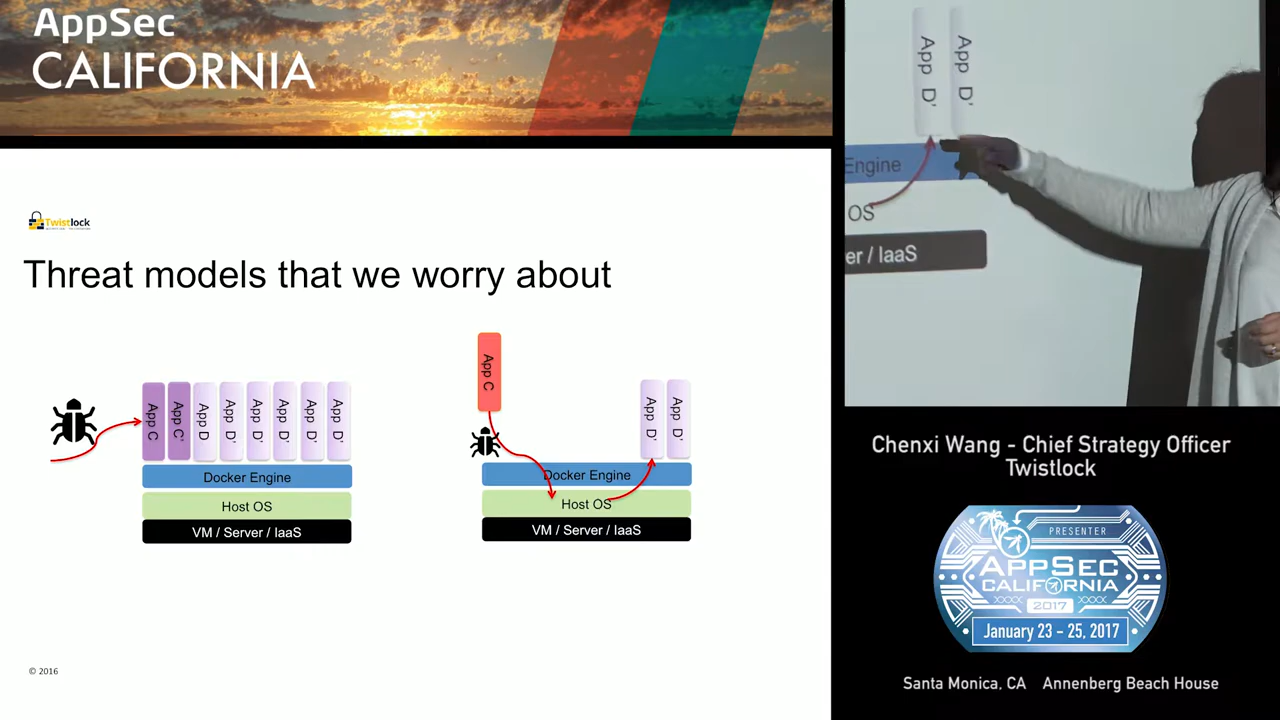 AppSec
CALIFORNIA
Twistlock
Threat models that we worry about
App C
App C'
App D
App D'
App D'
App D'
App D'
App D'
Docker Engine
Host OS
VM / Server / IaaS
App C
App D'
App D'
Docker Engine
Host OS
VM / Server / IaaS
© 2016
App D'
App D'
Engine
OS
er / IaaS
Chenxi Wang - Chief Strategy Officer
Twistlock
PRESENTER
APPSEC
CALIFORNIA
2017
January 23 - 25, 2017
Santa Monica, CA Annenberg Beach House